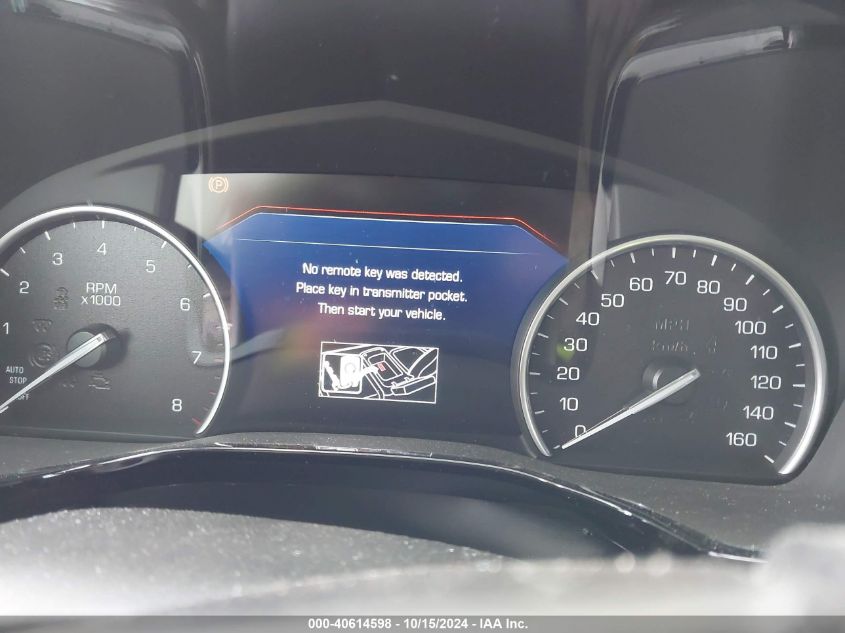 No remote key was detected.
Place key in transmitter pocket.
Then start your vehicle.
RPM
x1000
1
2
3
4
5
6
7
8
AUTO
STOP
OFF
P
MPH
km/h
0
10
20
30
40
50
60
70
80
90
100
110
120
140
160
000-40614598 - 10/15/2024 - IAA Inc.